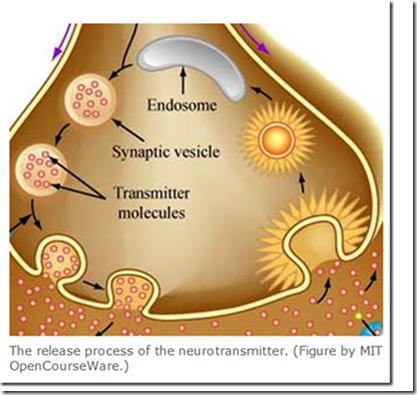 Endosome
Synaptic vesicle
Transmitter
molecules
The release process of the neurotransmitter. (Figure by MIT
OpenCourseWare.)